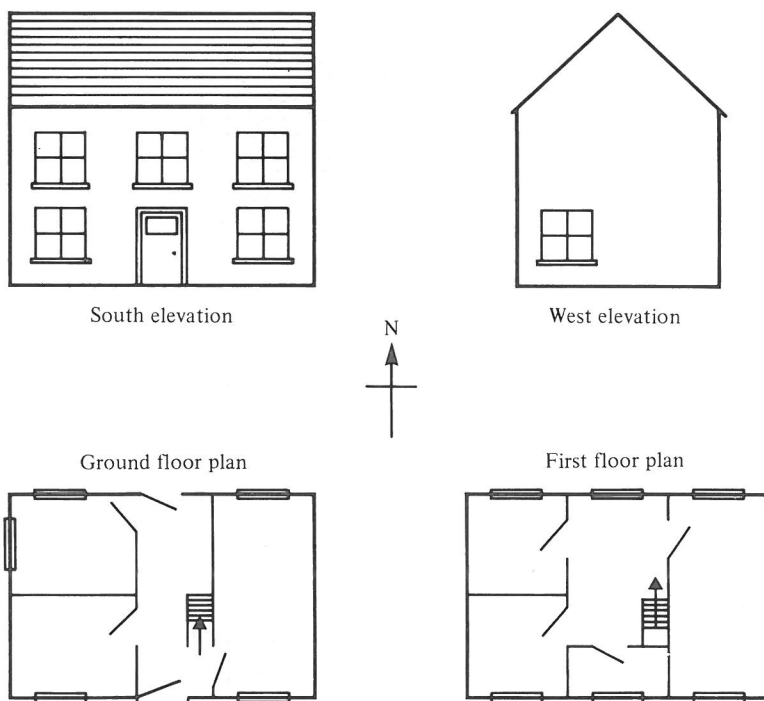 South elevation
West elevation
N
Ground floor plan
First floor plan